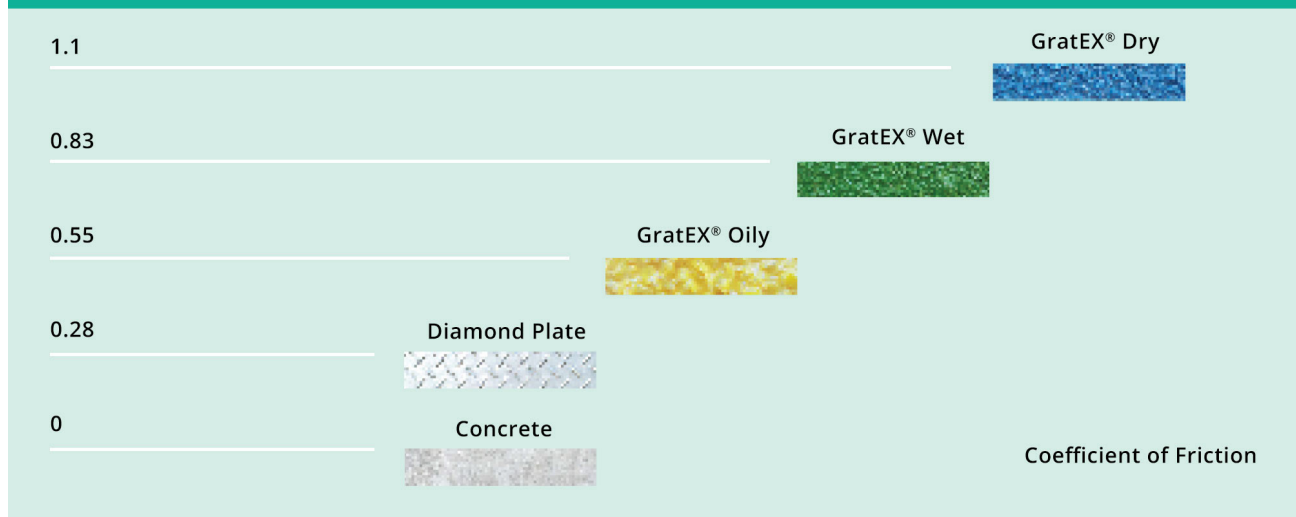 1.1
GratEX® Dry
0.83
GratEX® Wet
0.55
GratEX® Oily
0.28
Diamond Plate
0
Concrete
Coefficient of Friction